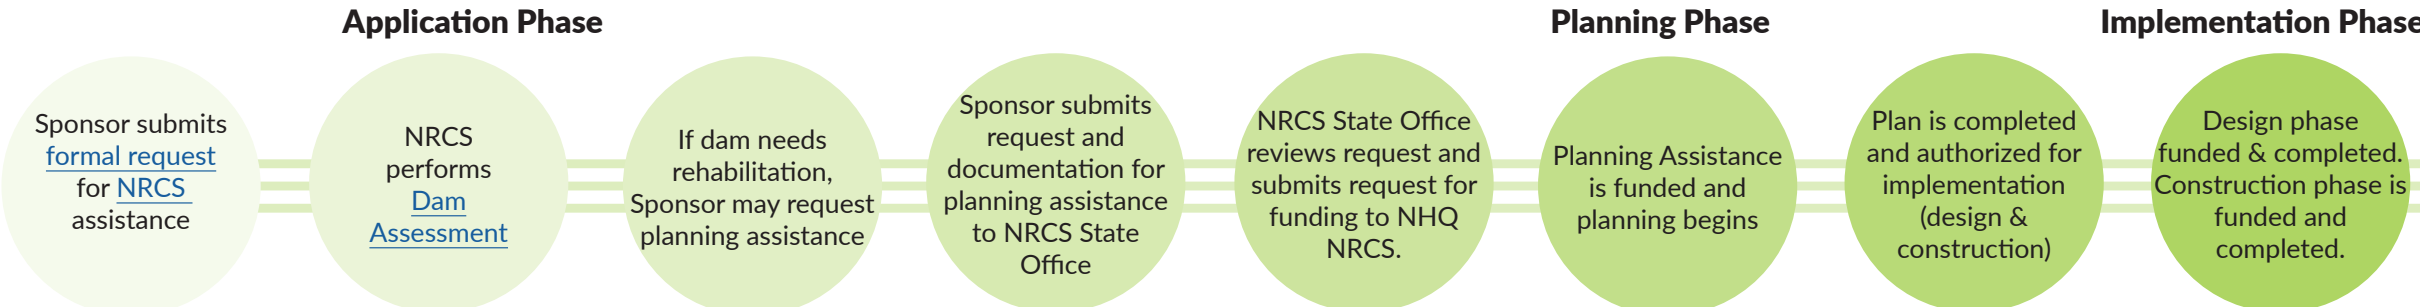 Application Phase
Planning Phase
Implementation Phase
Sponsor submits
formal request
for NRCS
assistance
NRCS
performs
Dam
Assessment
If dam needs
rehabilitation,
Sponsor may request
planning assistance
Sponsor submits
request and
documentation for
planning assistance
to NRCS State
Office
NRCS State Office
reviews request and
submits request for
funding to NHQ
NRCS.
Planning Assistance
is funded and
planning begins
Plan is completed
and authorized for
implementation
(design &
construction)
Design phase
funded & completed.
Construction phase is
funded and
completed.